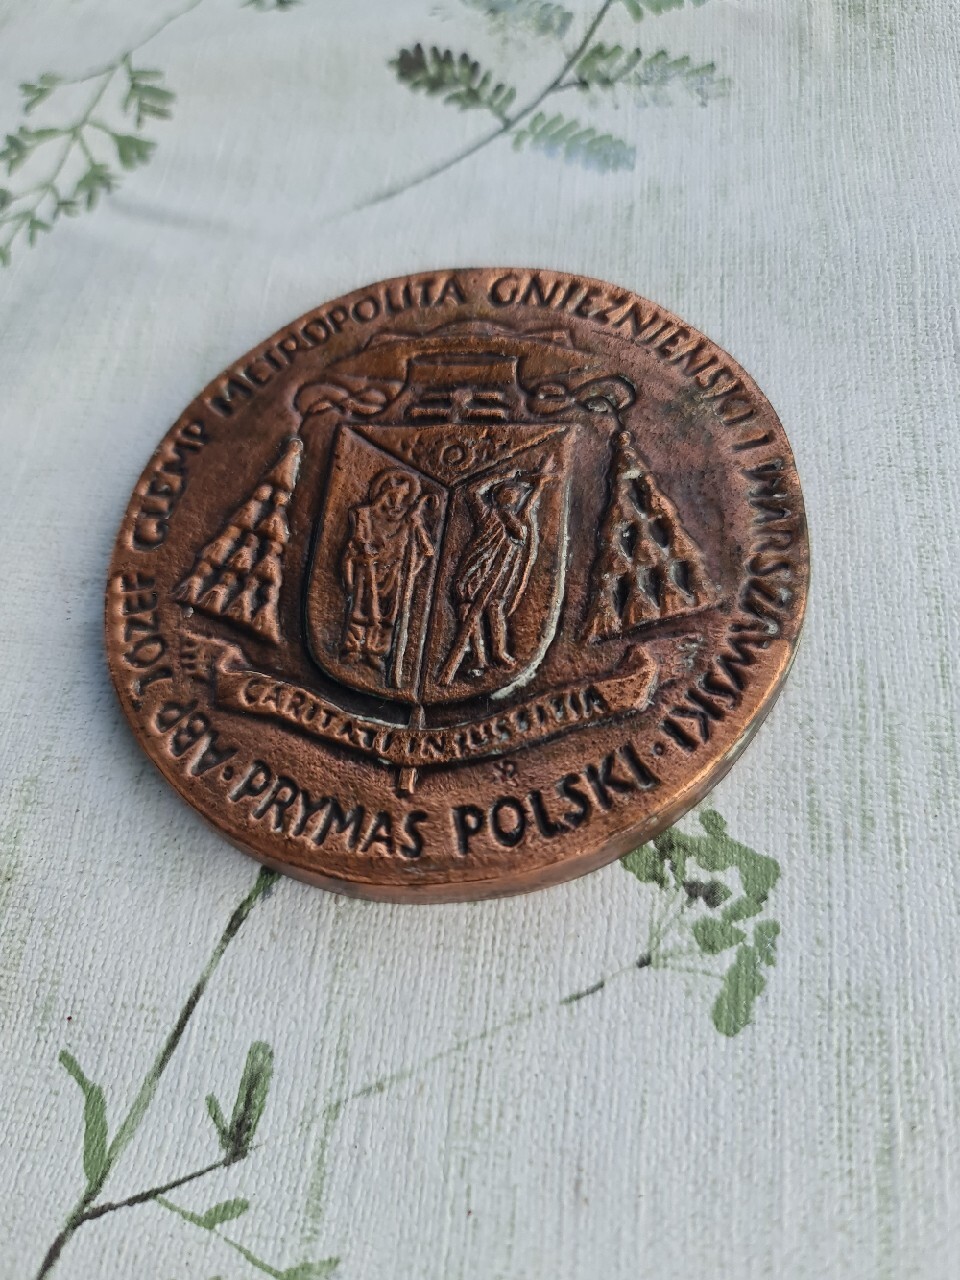 ABP JÓZEF GLEMP METROPOLITA GNIEŹNIEŃSKI I WARSZAWSKI
PRYMAS POLSKI
CARITATI IN IUSTITIA